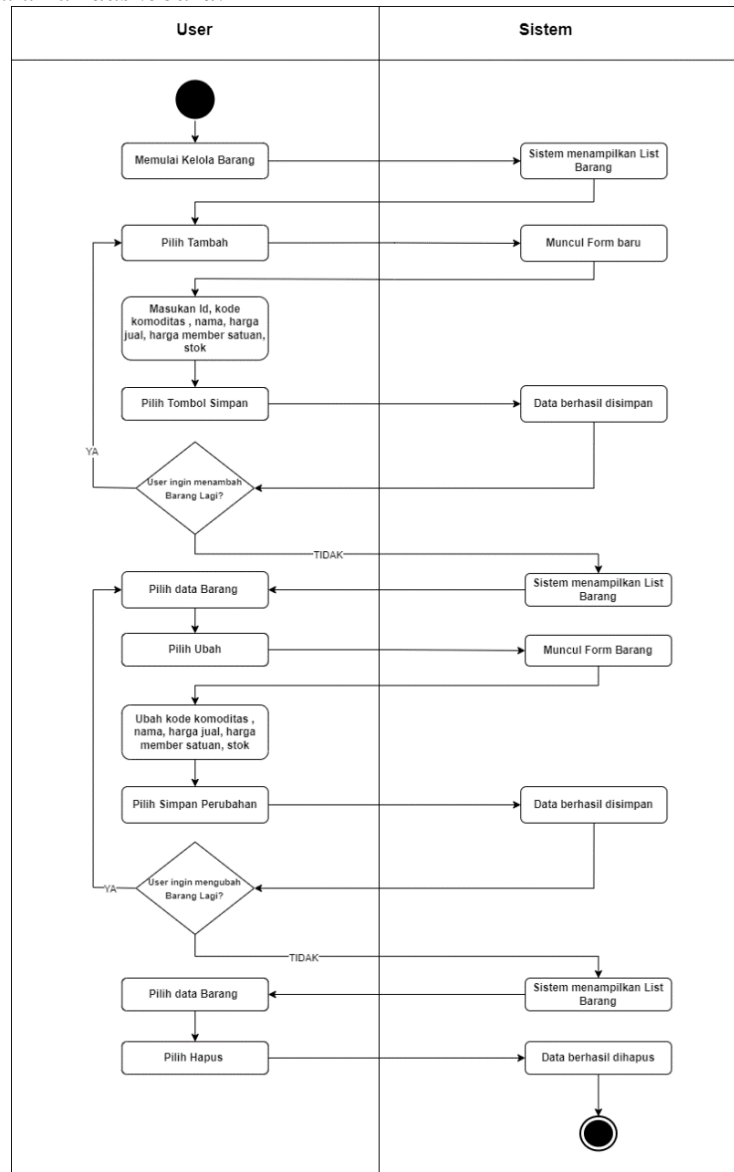 User
Sistem
Memulai Kelola Barang
Sistem menampilkan List
Barang
Pilih Tambah
Muncul Form baru
Masukan Id, kode
komoditas , nama, harga
jual, harga member satuan,
stok
Pilih Tombol Simpan
Data berhasil disimpan
YA
User ingin menambah
Barang Lagi?
TIDAK
Pilih data Barang
Sistem menampilkan List
Barang
Pilih Ubah
Muncul Form Barang
Ubah kode komoditas ,
nama, harga jual, harga
member satuan, stok
Pilih Simpan Perubahan
Data berhasil disimpan
YA
User ingin mengubah
Barang Lagi?
TIDAK
Pilih data Barang
Sistem menampilkan List
Barang
Pilih Hapus
Data berhasil dihapus